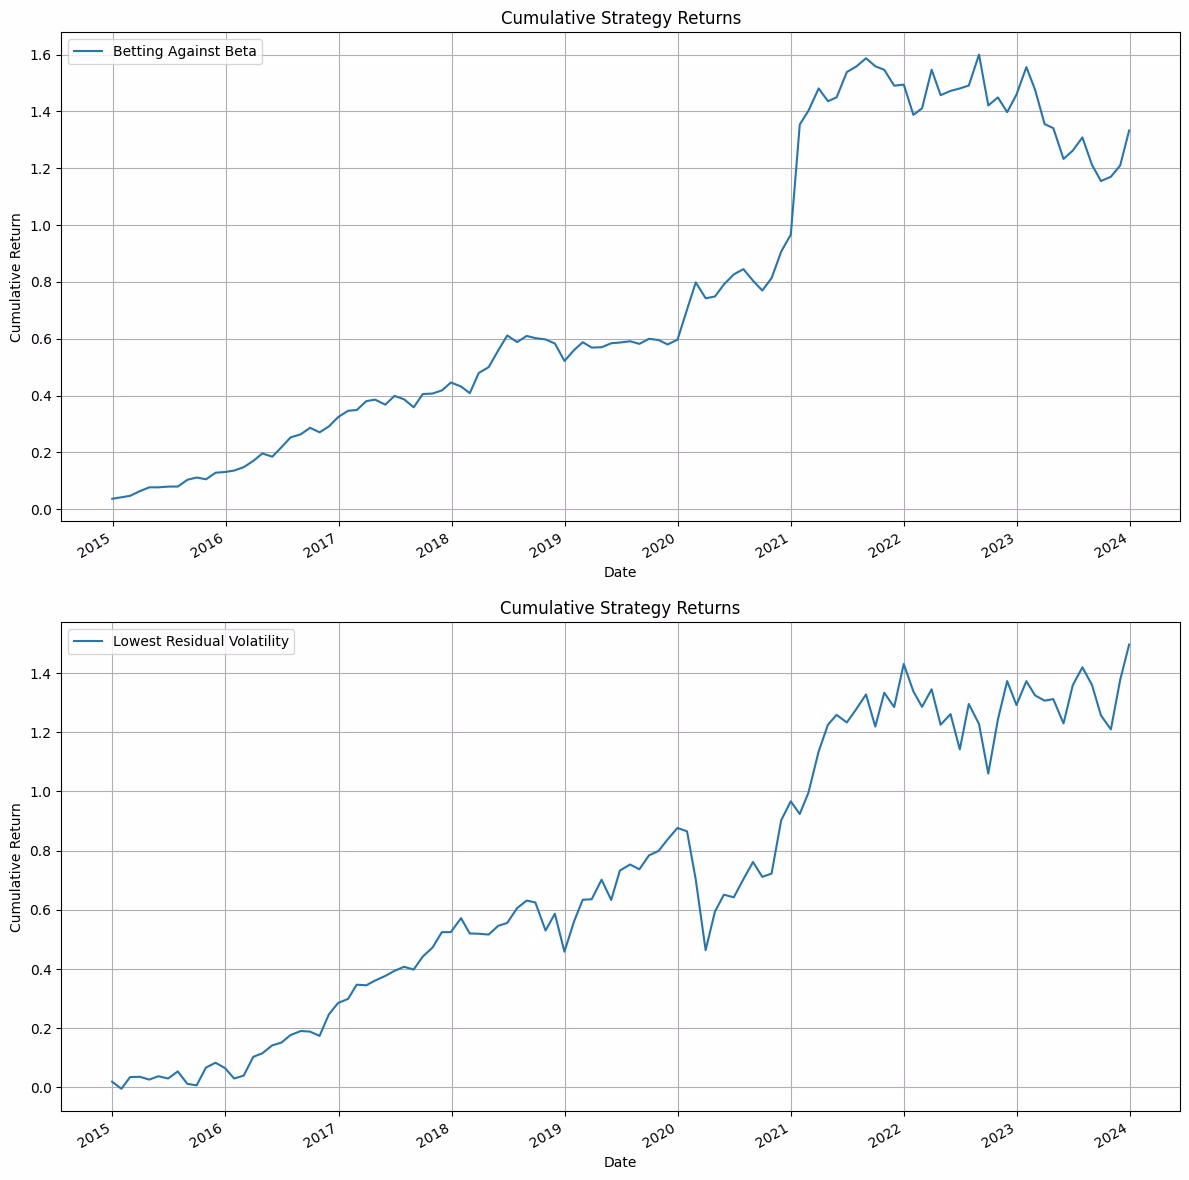 Cumulative Strategy Returns
Betting Against Beta
Cumulative Return
1.6
1.4
1.2
1.0
0.8
0.6
0.4
0.2
0.0
2015 2016 2017 2018 2019 2020 2021 2022 2023 2024
Date
Cumulative Strategy Returns
Lowest Residual Volatility
Cumulative Return
1.4
1.2
1.0
0.8
0.6
0.4
0.2
0.0
2015 2016 2017 2018 2019 2020 2021 2022 2023 2024
Date